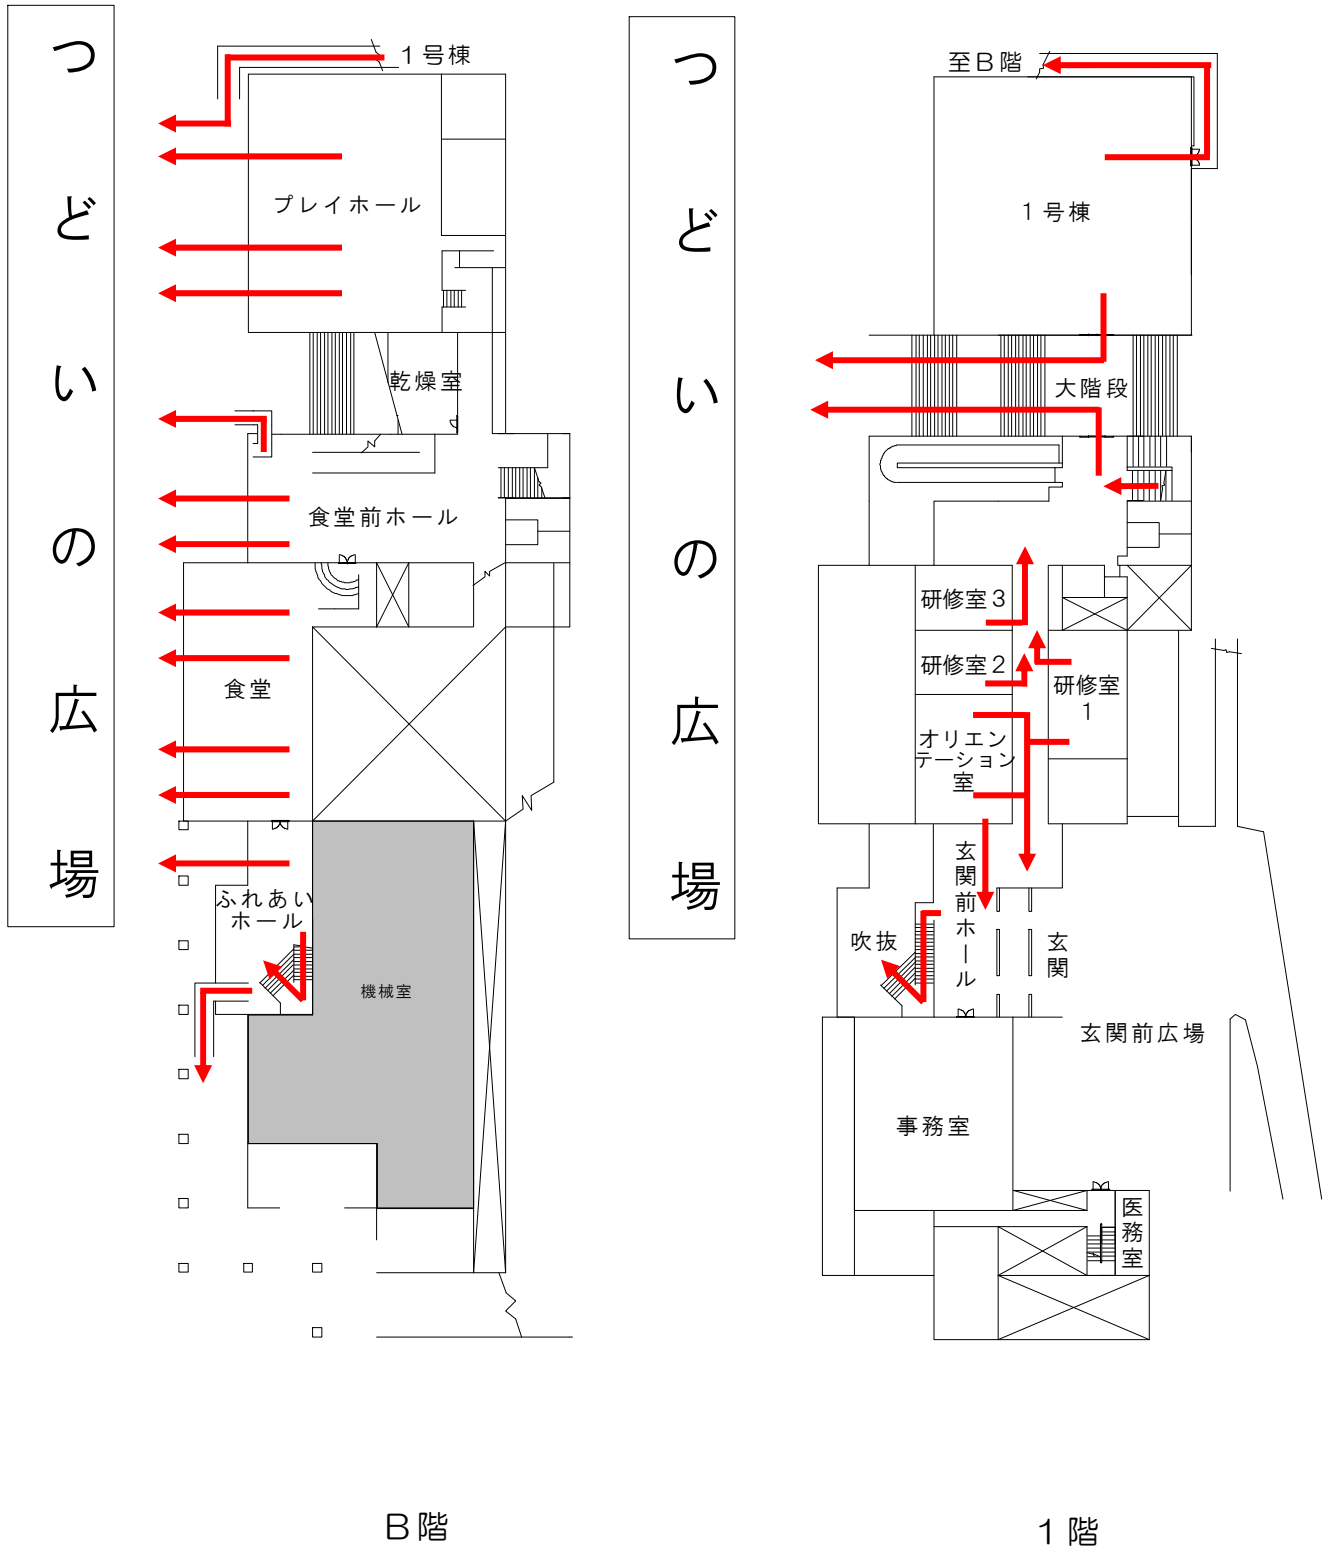 つどいの広場
１号棟
プレイホール
乾燥室
食堂前ホール
食堂
ふれあい
ホール
機械室
Ｂ階
つどいの広場
至Ｂ階
１号棟
大階段
研修室３
研修室２
研修室
１
オリエン
テーション
室
玄関前ホール
吹抜
玄関
玄関前広場
事務室
医務室
１階